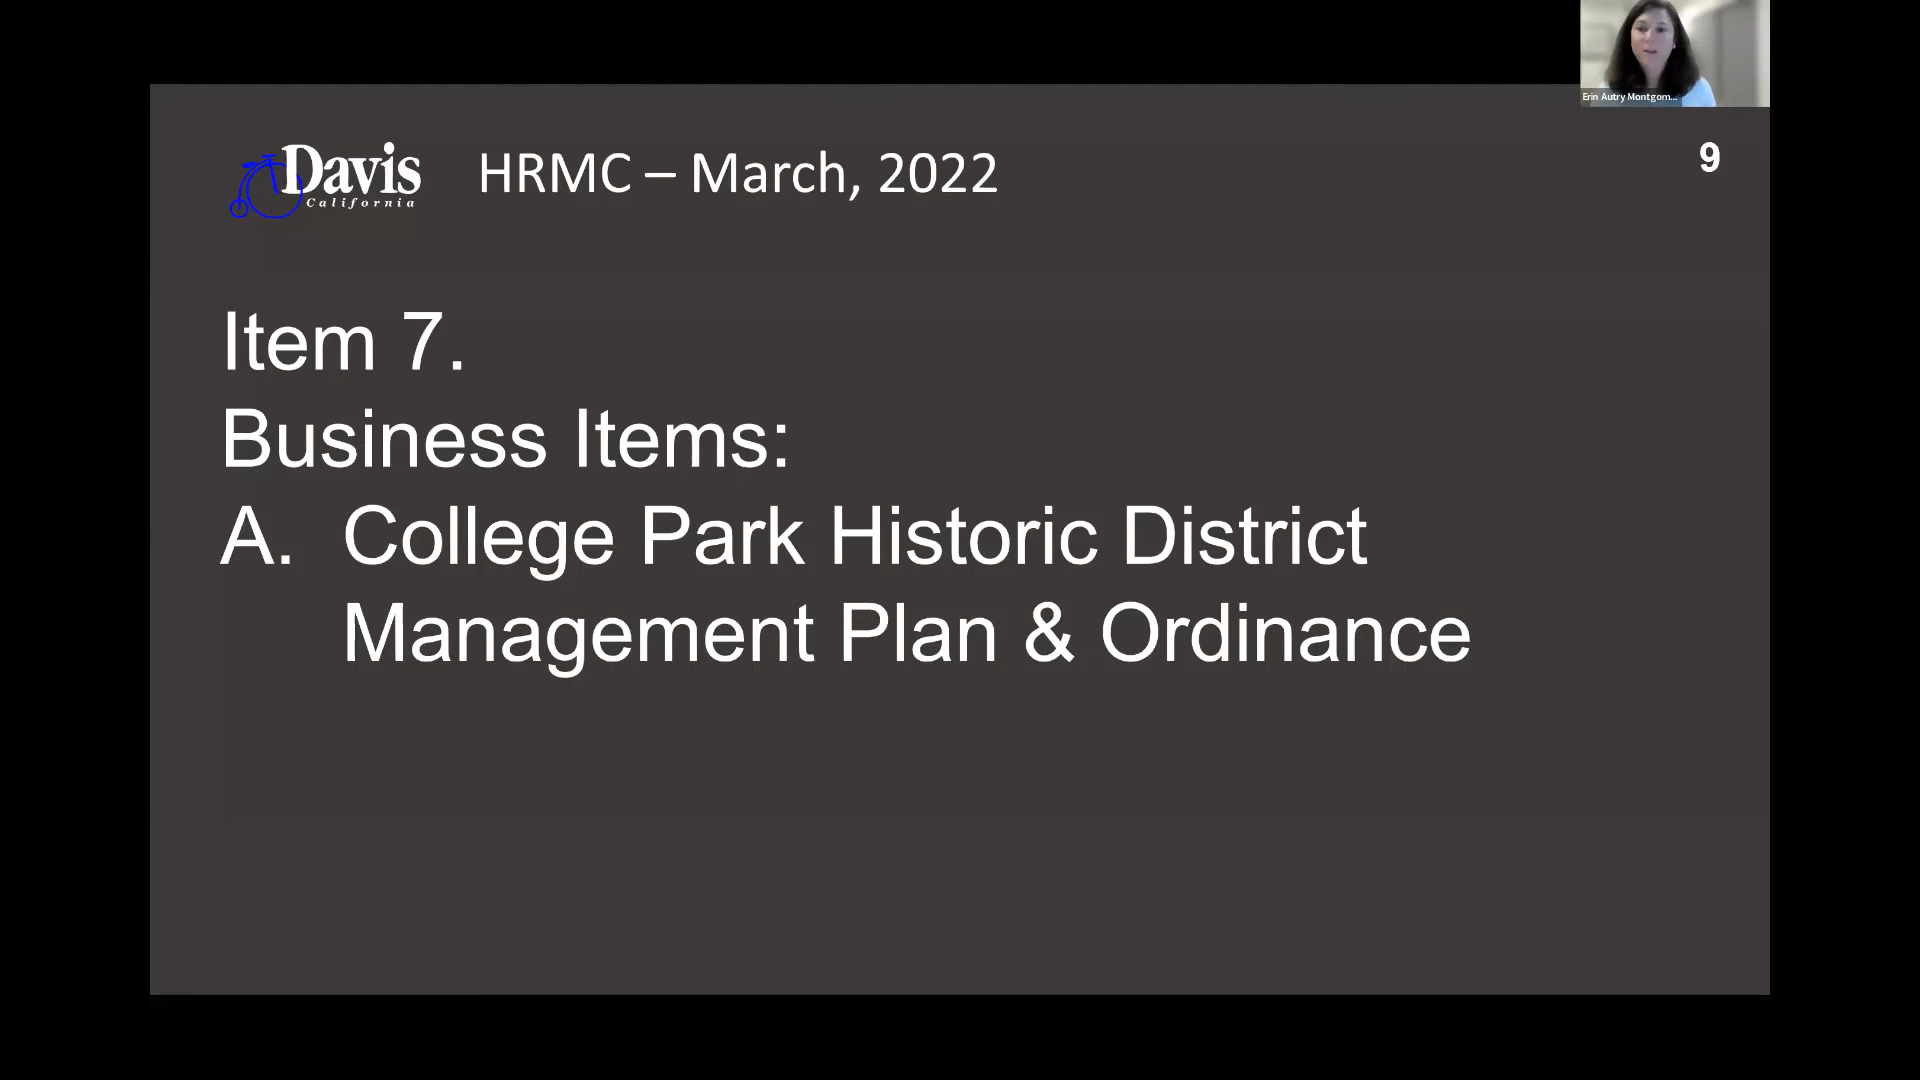 Erin Autry Montgom...
Davis
California
HRMC – March, 2022
9
Item 7.
Business Items:
A. College Park Historic District
Management Plan & Ordinance